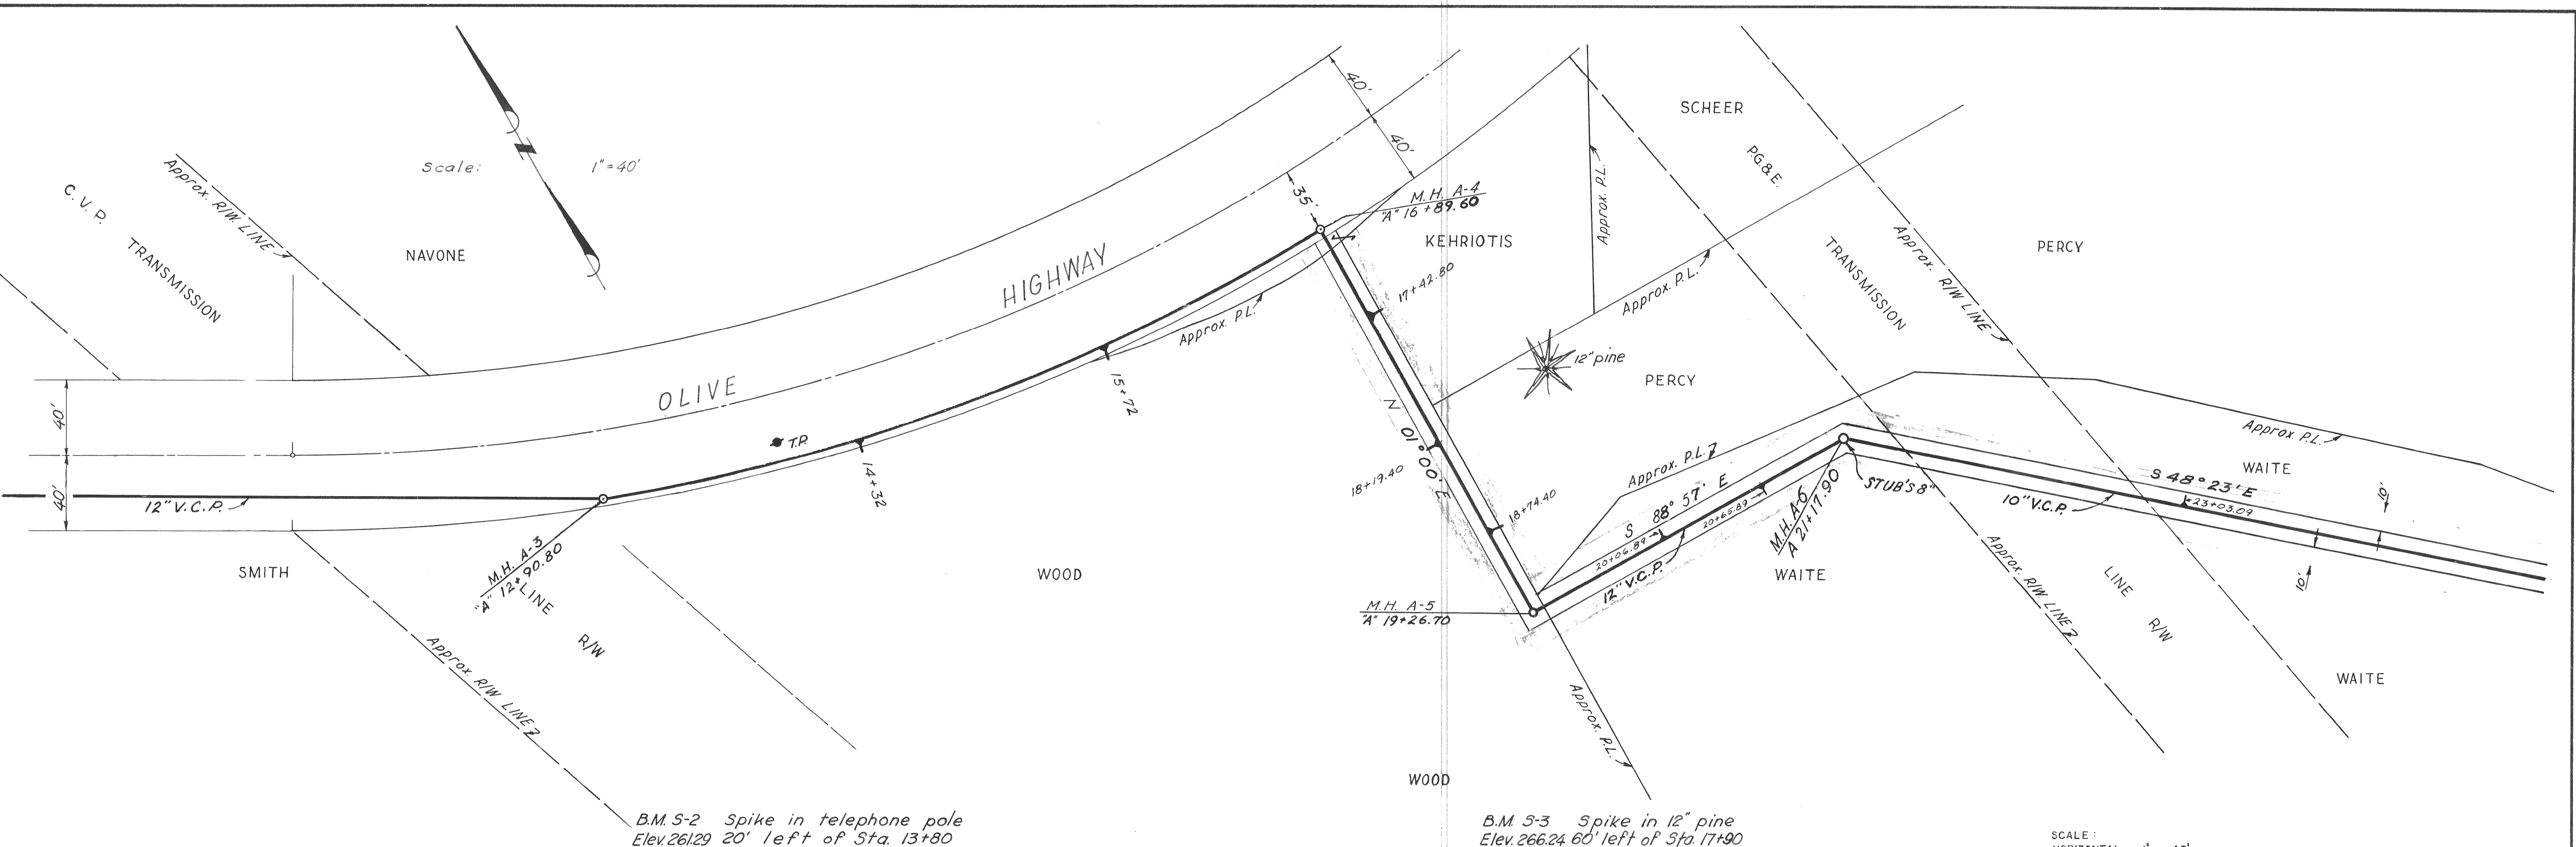 Scale: 1"=40'
C. V. P.
TRANSMISSION
Approx. R/W. LINE
NAVONE
40'
40'
OLIVE
HIGHWAY
40'
40'
35'
M. H. A-4
"A" 16+89.60
KEHRIOTIS
Approx. P.L.
SCHEER
P.G.&E.
TRANSMISSION
Approx. R/W LINE
PERCY
17+42.80
Approx. P.L.
Approx. P.L.
12" pine
PERCY
15+72
T.P.
14+32
N 01°00' E
18+19.40
18+74.40
12" V.C.P.
SMITH
M.H. A-3
"A" 12+90.80
LINE
R/W
Approx. R/W LINE
WOOD
M.H. A-5
"A" 19+26.70
Approx. P.L.
S 88° 57' E
20+06.89
20+65.89
12" V.C.P.
M.H. A-6
A 21+17.90
STUB'S 8"
WAITE
10" V.C.P.
S 48° 23' E
23+03.09
WAITE
Approx. P.L.
10'
10'
Approx. R/W. LINE
LINE
R/W
WAITE
Approx. P.L.
WOOD
B.M. S-2 Spike in telephone pole
Elev. 261.29 20' left of Sta. 13+80
B.M. S-3 Spike in 12" pine
Elev. 266.24 60' left of Sta. 17+90
SCALE: